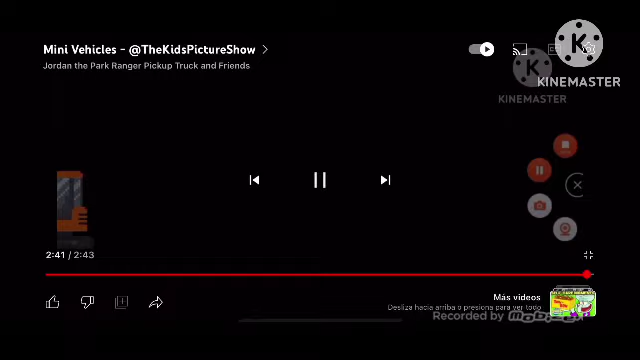 Mini Vehicles - @TheKidsPictureShow
Jordan the Park Ranger Pickup Truck and Friends
KINEMASTER
KINEMASTER
2:41 / 2:43
Más videos
Desliza hacia arriba o presiona para ver todo
Recorded by